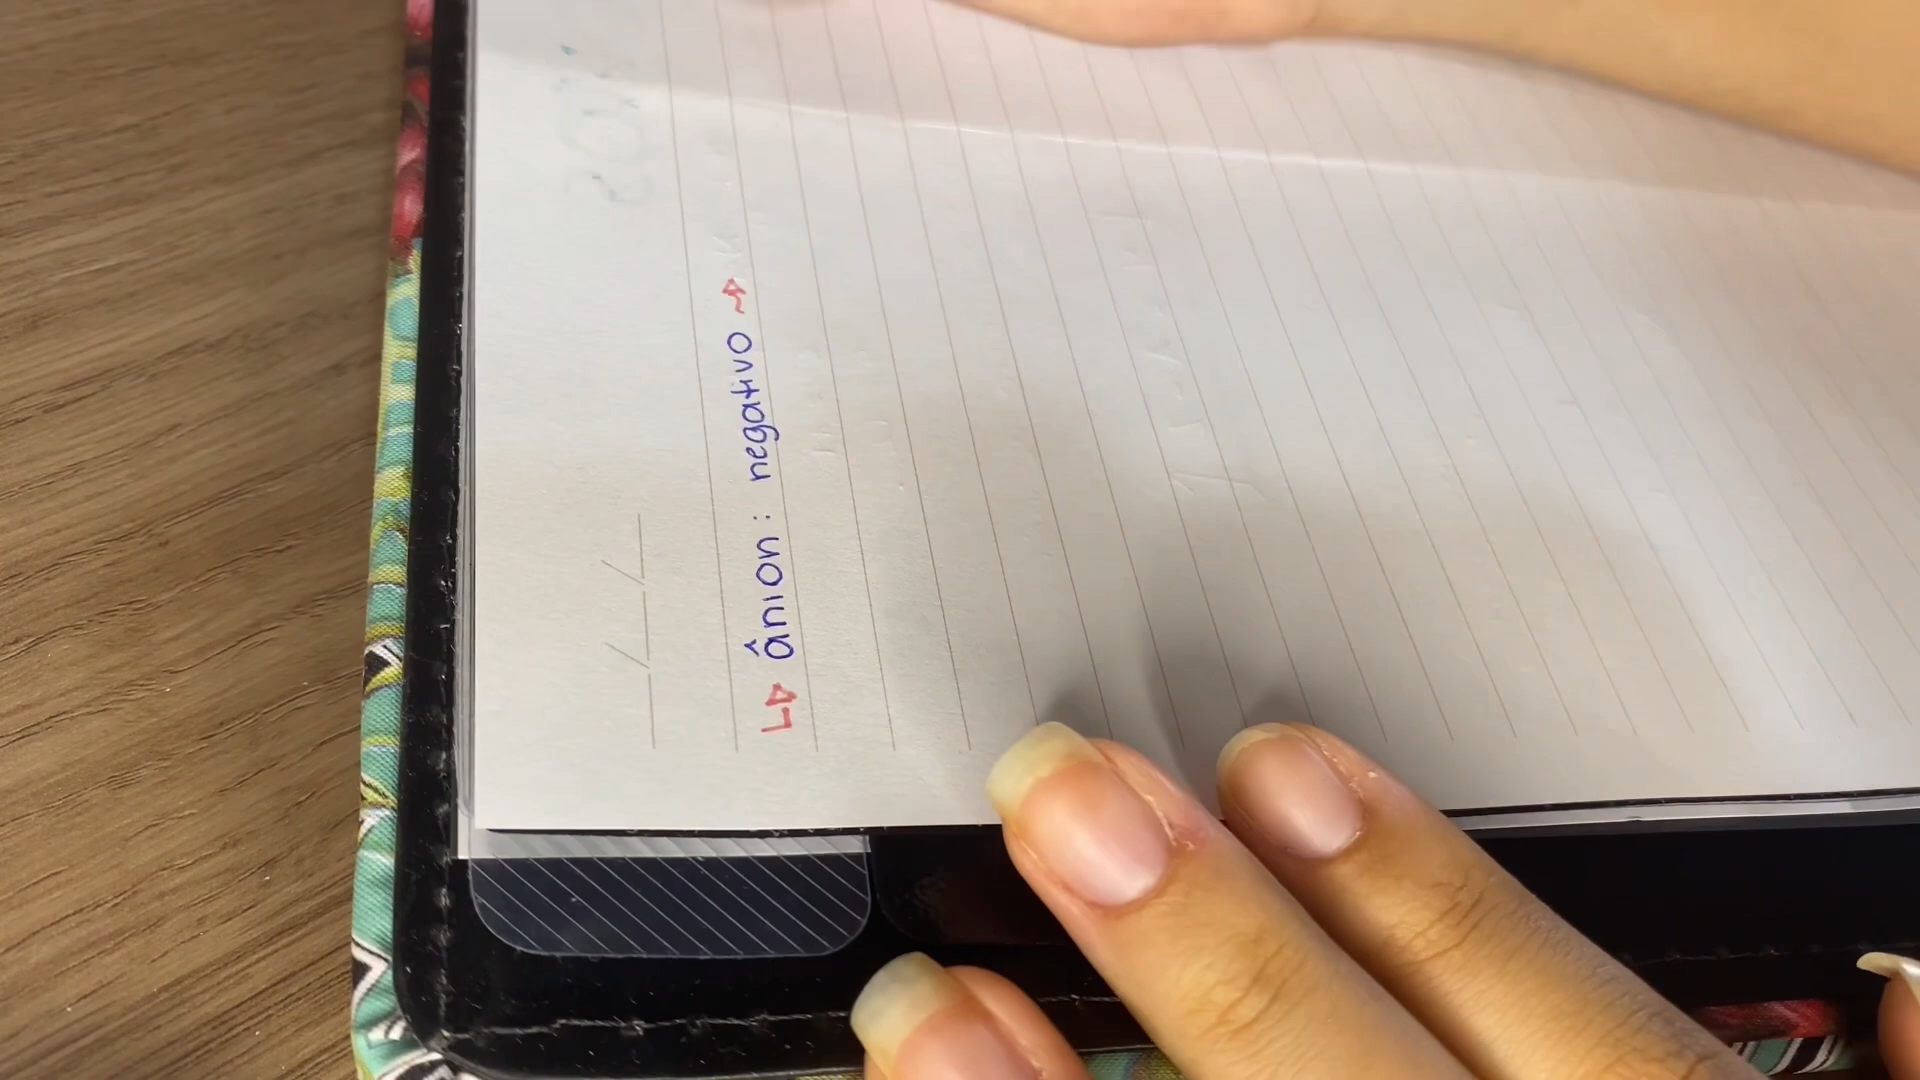 ↳ ânion: negativo →